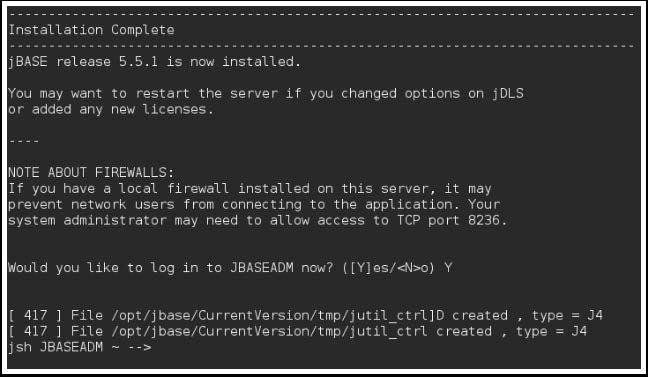 --------------------------------------------------------------------------------
Installation Complete
--------------------------------------------------------------------------------
jBASE release 5.5.1 is now installed.
You may want to restart the server if you changed options on jDLS
or added any new licenses.
----
NOTE ABOUT FIREWALLS:
If you have a local firewall installed on this server, it may
prevent network users from connecting to the application. Your
system administrator may need to allow access to TCP port 8236.
Would you like to log in to JBASEADM now? ([Y]es/<N>o) Y
[ 417 ] File /opt/jbase/CurrentVersion/tmp/jutil_ctrl]D created , type = J4
[ 417 ] File /opt/jbase/CurrentVersion/tmp/jutil_ctrl created , type = J4
jsh JBASEADM ~ -->